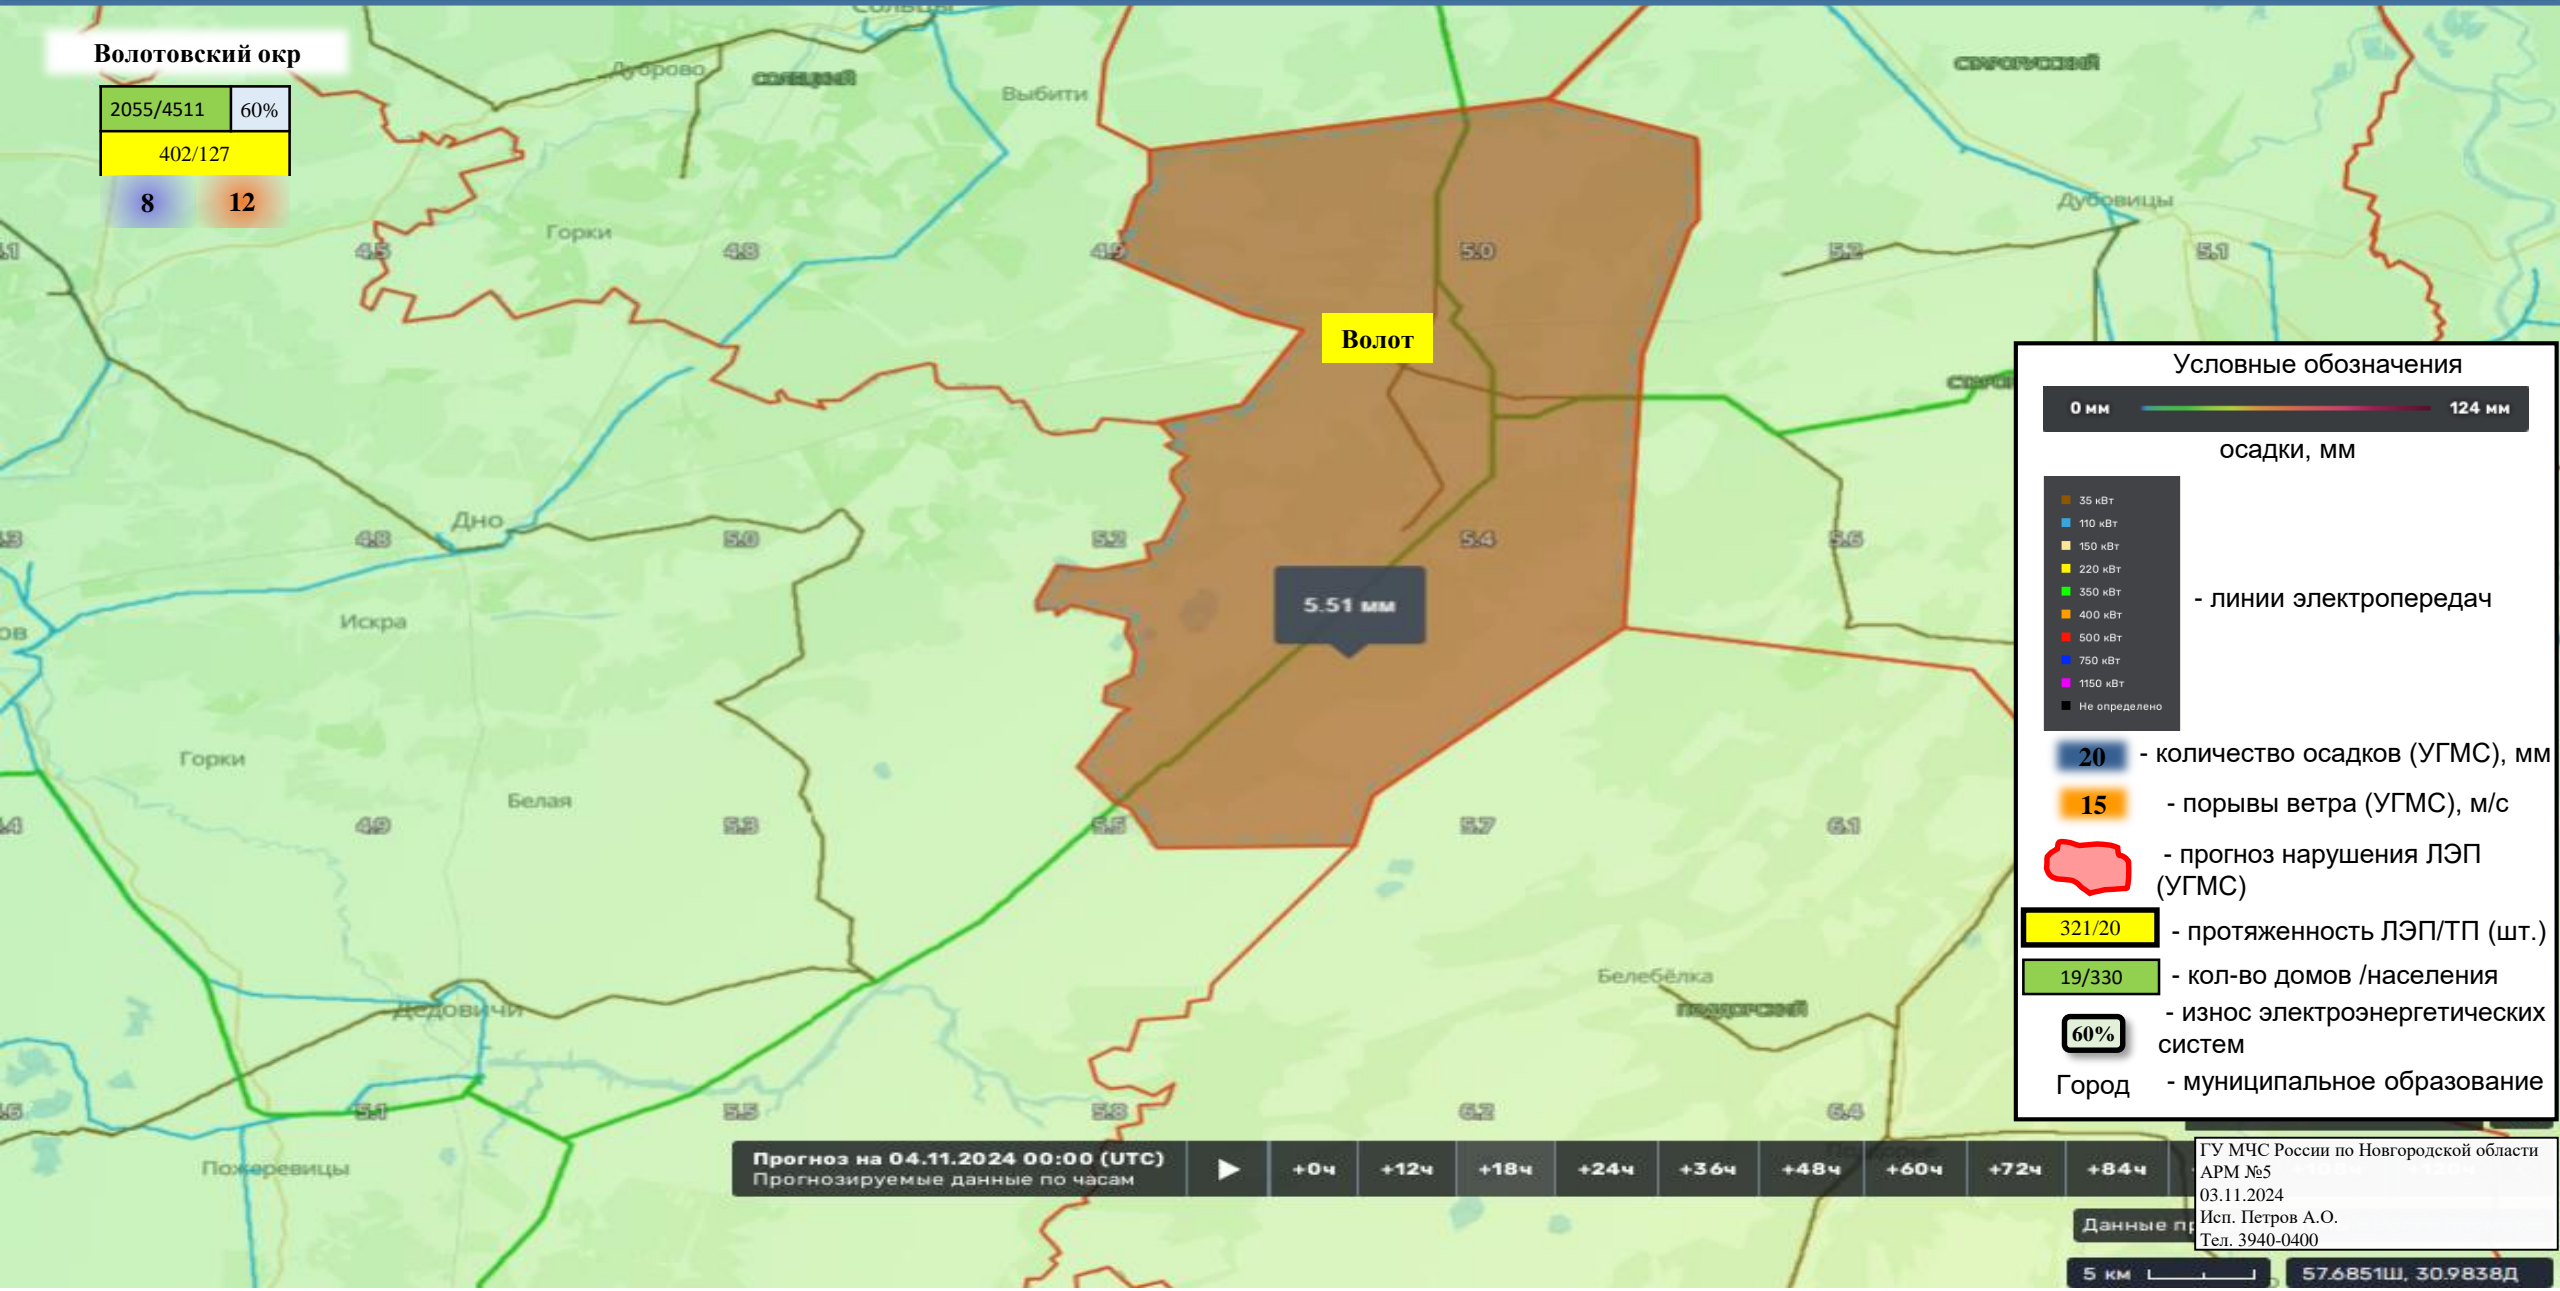 Сольцы
Волотовский окр
2055/4511 60%
402/127
8 12
Дуброво
СОЛЕЦКИЙ
Выбити
СТАРОРУССКИЙ
Дубовицы
Горки
4.5 4.8 4.9 5.0 5.2 5.1
Волот
Дно
4.8 5.0 5.2 5.4 5.6
Искра
5.51 мм
Горки
Белая
4.9 5.3 5.5 5.7 6.1
Белебёлка
ПОДДОРСКИЙ
Дедовичи
5.1 5.5 5.8 6.2 6.4
Пожеревицы
Условные обозначения
0 мм 124 мм
осадки, мм
35 кВт
110 кВт
150 кВт
220 кВт
350 кВт
400 кВт
500 кВт
750 кВт
1150 кВт
Не определено
- линии электропередач
20 - количество осадков (УГМС), мм
15 - порывы ветра (УГМС), м/с
- прогноз нарушения ЛЭП
(УГМС)
321/20 - протяженность ЛЭП/ТП (шт.)
19/330 - кол-во домов /населения
60% - износ электроэнергетических
систем
Город - муниципальное образование
Прогноз на 04.11.2024 00:00 (UTC)
Прогнозируемые данные по часам
+0ч +12ч +18ч +24ч +36ч +48ч +60ч +72ч +84ч
ГУ МЧС России по Новгородской области
АРМ №5
03.11.2024
Исп. Петров А.О.
Тел. 3940-0400
Данные
5 км
57.6851Ш, 30.9838Д